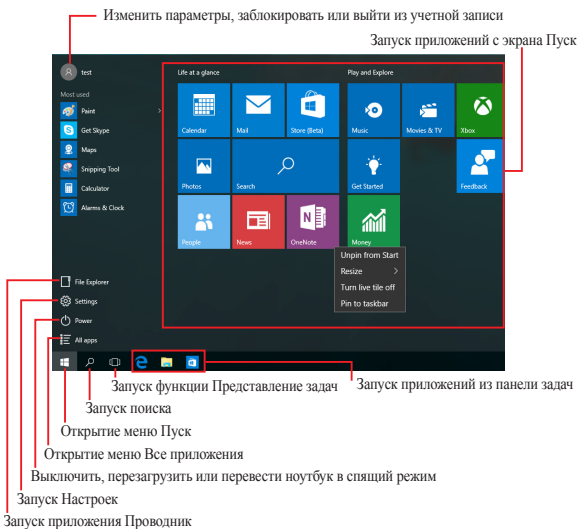 Изменить параметры, заблокировать или выйти из учетной записи
Запуск приложений с экрана Пуск
test
Most used
Paint
Get Skype
Maps
Snipping Tool
Calculator
Alarms & Clock
File Explorer
Settings
Power
All apps
Life at a glance
Play and Explore
Calendar
Mail
Store (Beta)
Music
Movies & TV
Xbox
Photos
Search
Get Started
Feedback
People
News
OneNote
Money
Unpin from Start
Resize
Turn live tile off
Pin to taskbar
Запуск функции Представление задач
Запуск приложений из панели задач
Запуск поиска
Открытие меню Пуск
Открытие меню Все приложения
Выключить, перезагрузить или перевести ноутбук в спящий режим
Запуск Настроек
Запуск приложения Проводник